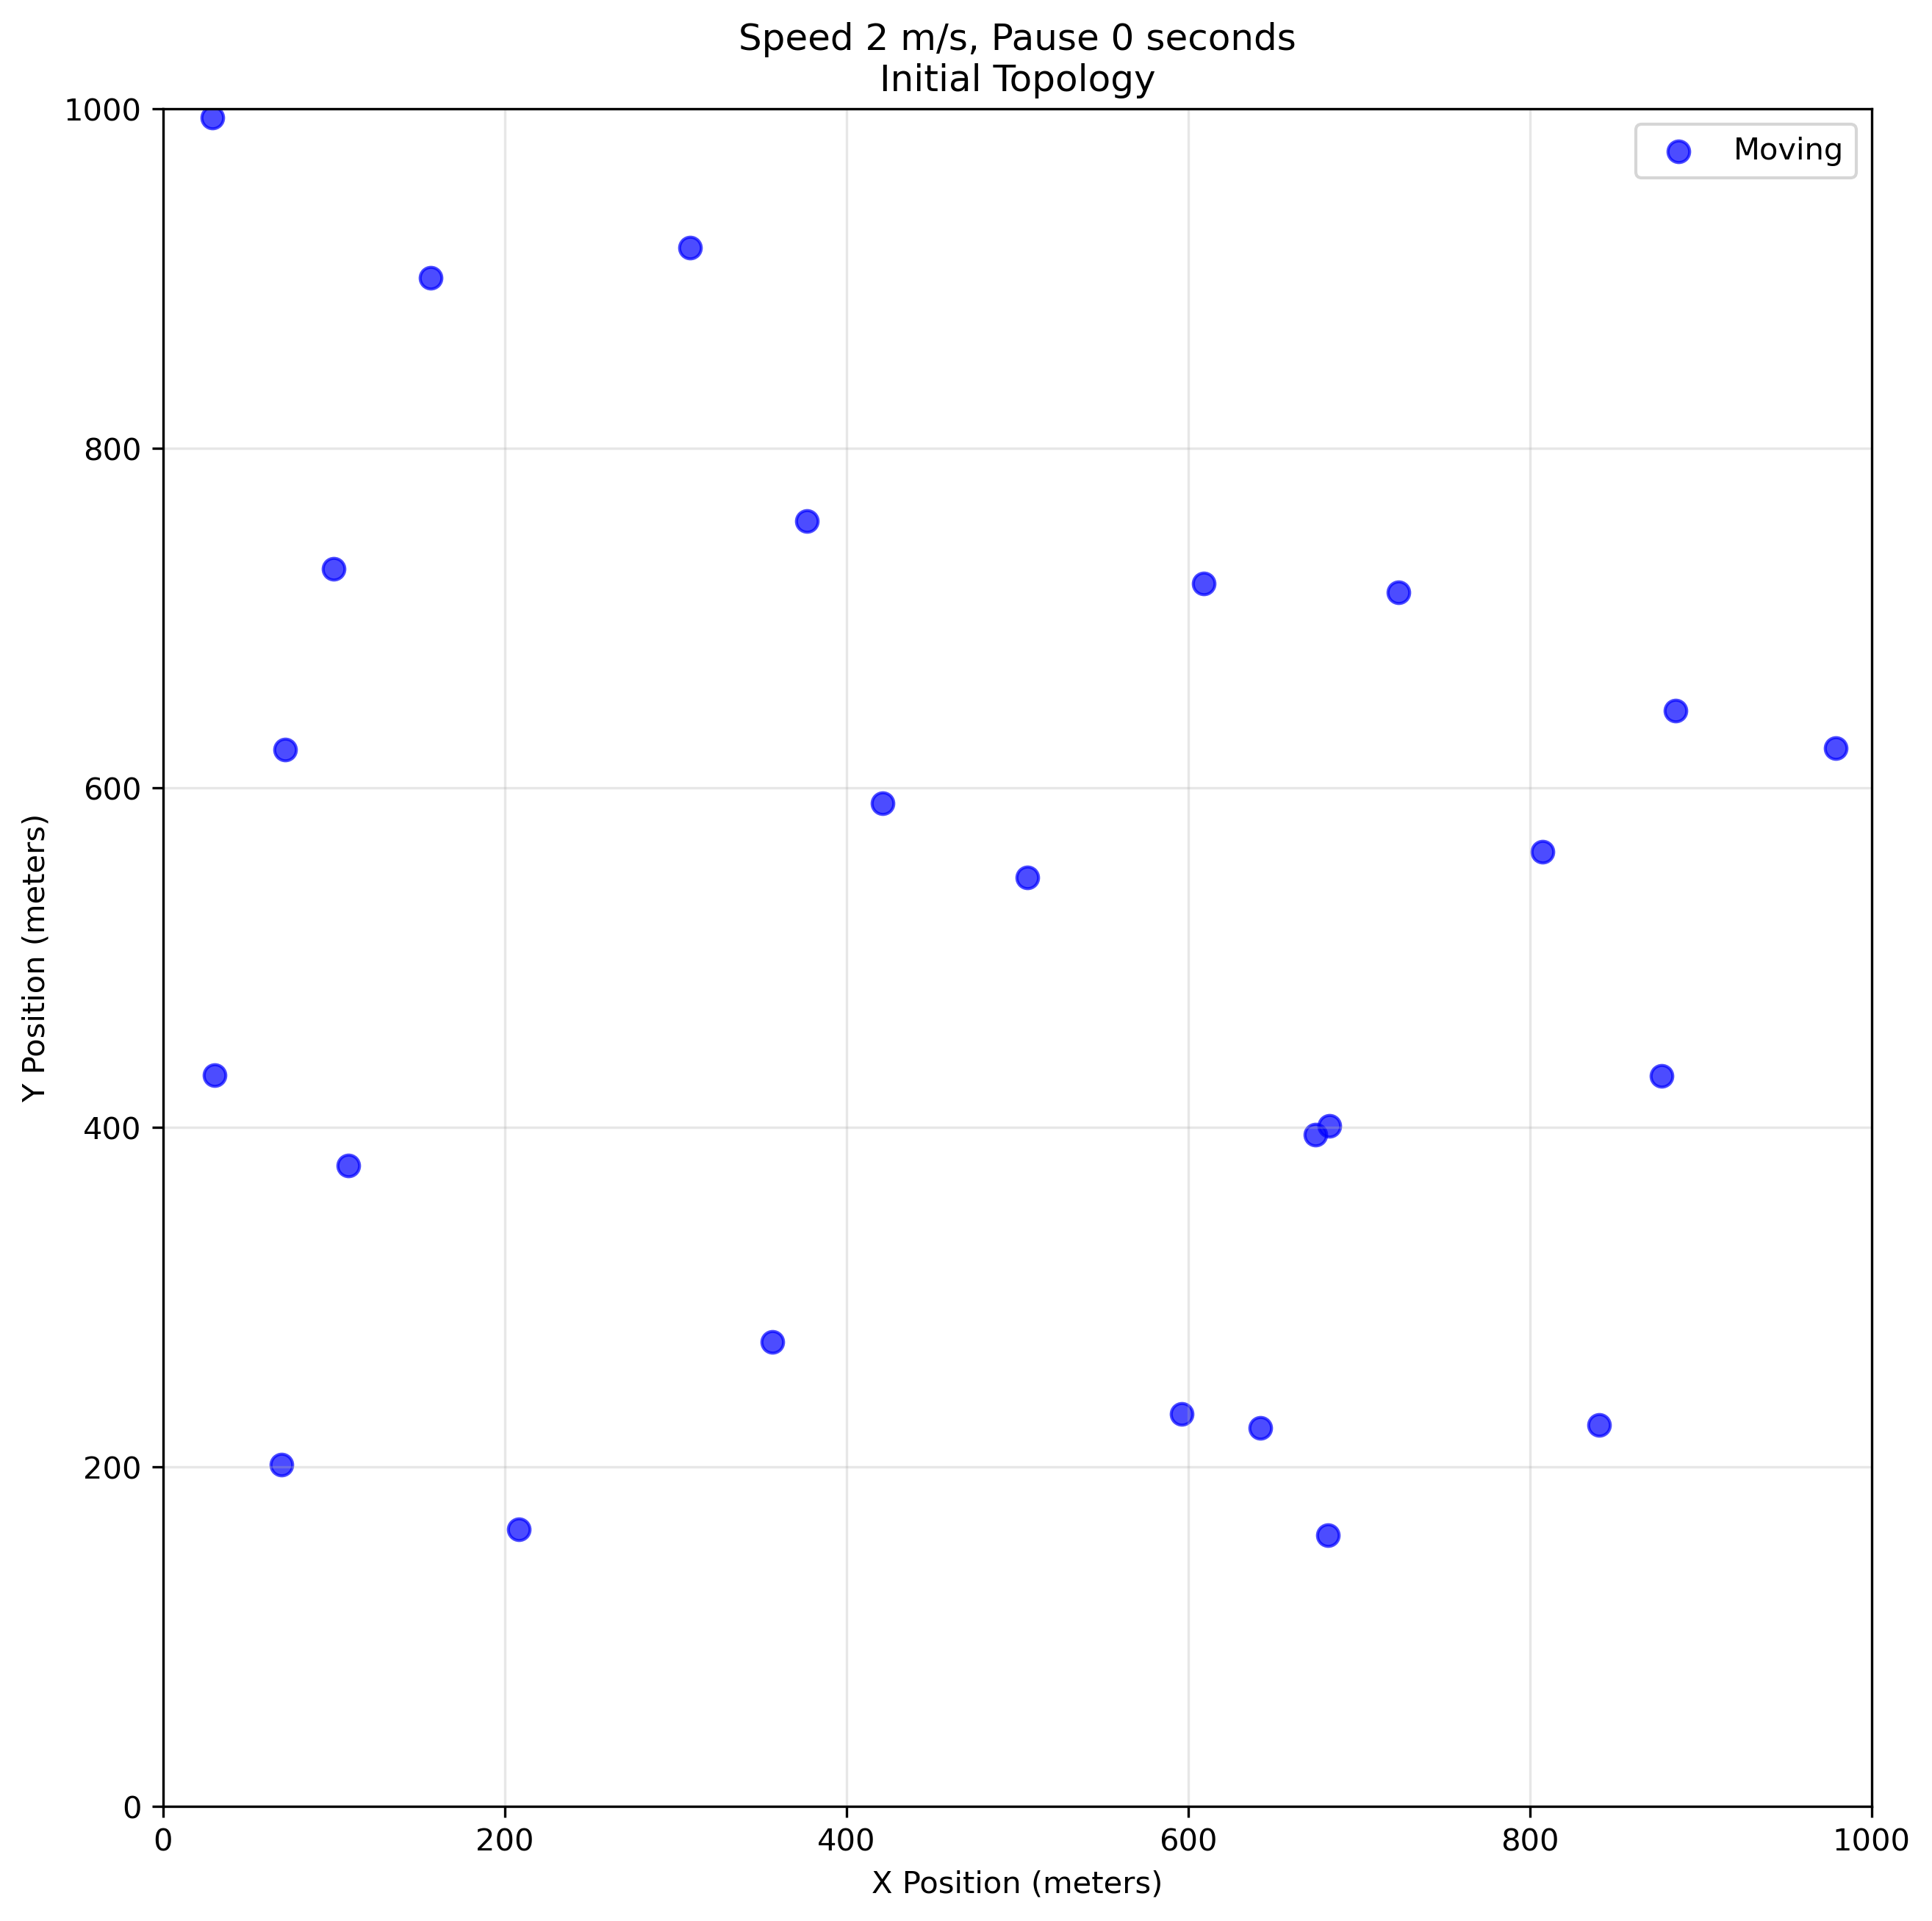 Speed 2 m/s, Pause 0 seconds
Initial Topology
Moving
Y Position (meters)
1000
800
600
400
200
0
0 200 400 600 800 1000
X Position (meters)